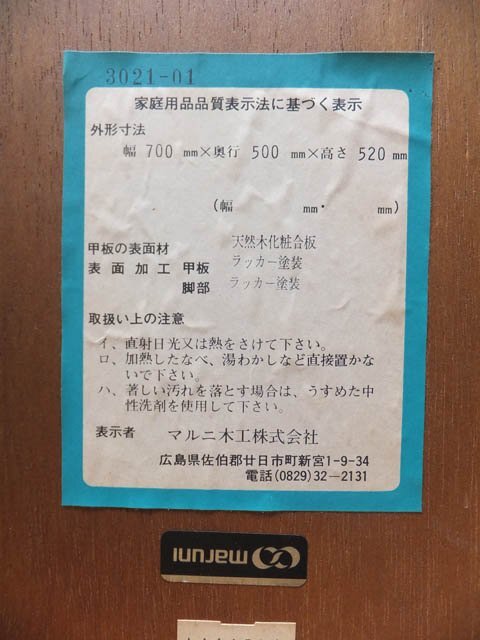 3021-01
家庭用品品質表示法に基づく表示
外形寸法
幅 700 mm×奥行 500 mm×高さ 520 mm
(幅 mm・ mm)
甲板の表面材 天然木化粧合板
表面加工 甲板 ラッカー塗装
脚部 ラッカー塗装
取扱い上の注意
イ、直射日光又は熱をさけて下さい。
ロ、加熱したなべ、湯わかしなど直接置かな
いで下さい。
ハ、著しい汚れを落とす場合は、うすめた中
性洗剤を使用して下さい。
表示者 マルニ木工株式会社
広島県佐伯郡廿日市町新宮1-9-34
電話(0829)32-2131
maruni